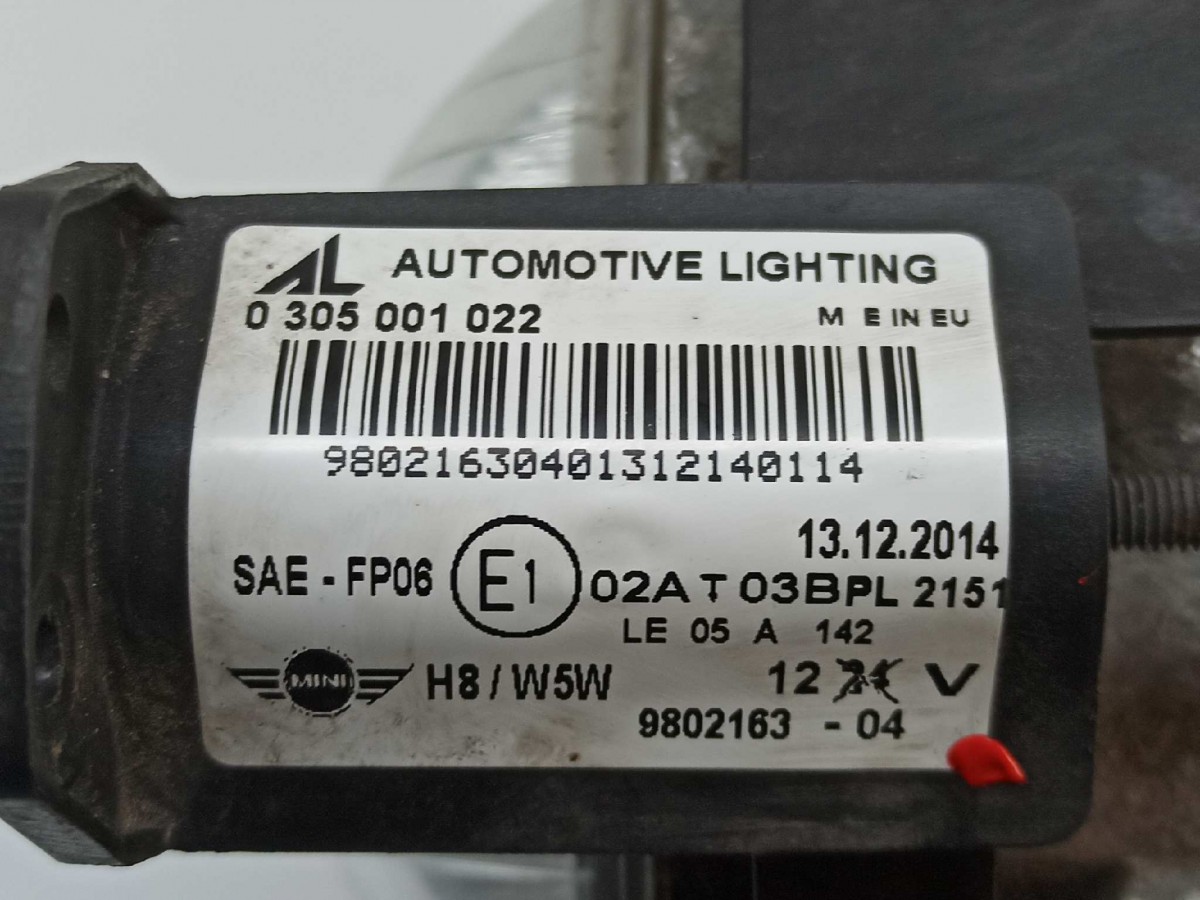 AL AUTOMOTIVE LIGHTING
0 305 001 022 M E IN EU
98021630401312140114
13.12.2014
SAE - FP06 E1 02A T 03B PL 2151
LE 05 A 142
MINI H8 / W5W 12 V
9802163 - 04